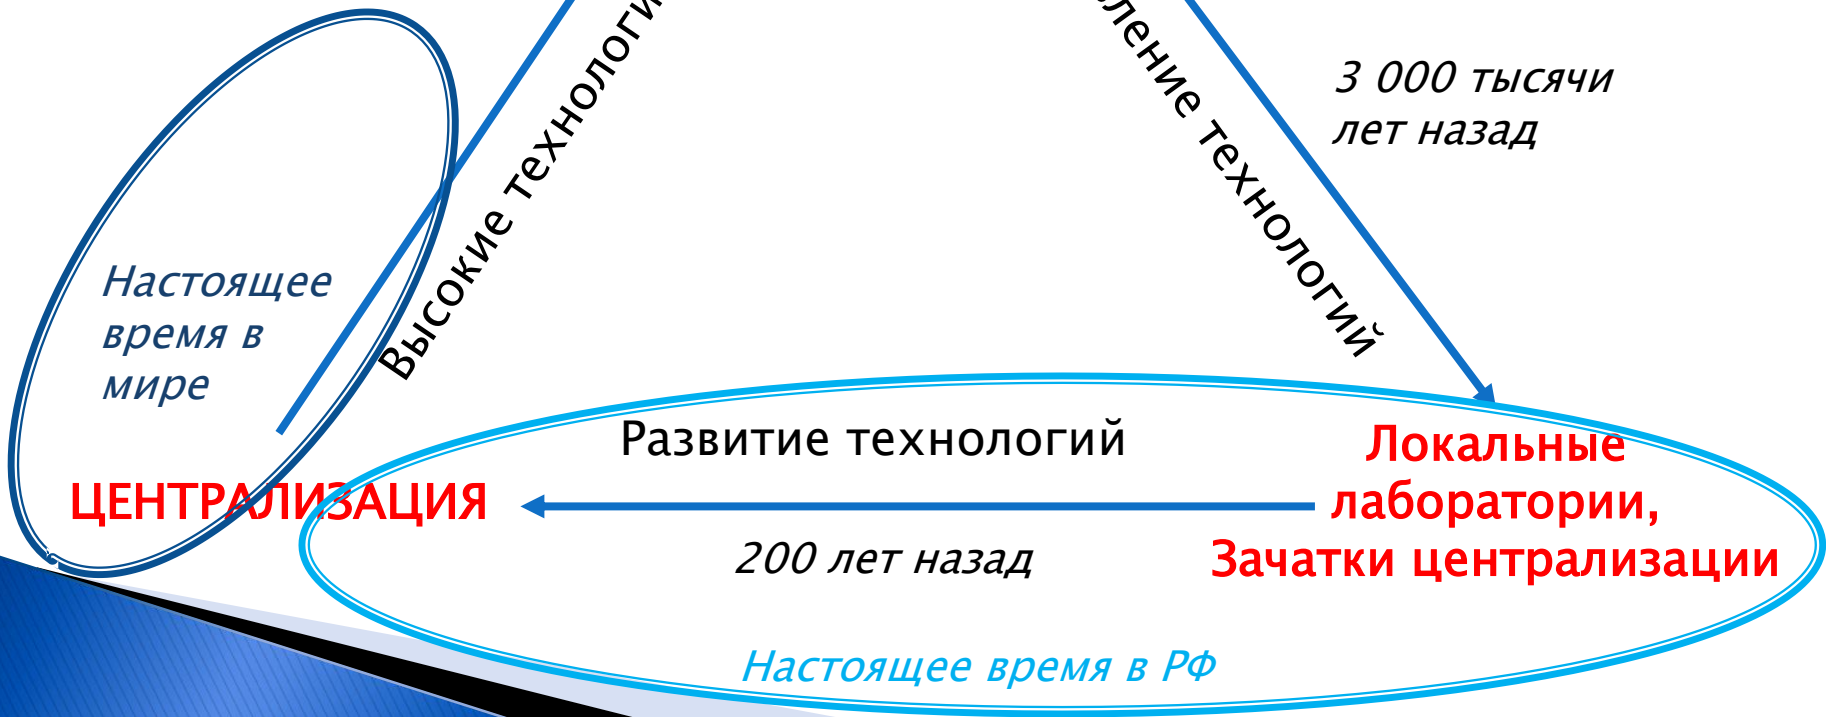 Высокие технологи
ление технологий
3 000 тысячи
лет назад
Настоящее
время в
мире
Развитие технологий
Локальные
лаборатории,
Зачатки централизации
ЦЕНТРАЛИЗАЦИЯ
200 лет назад
Настоящее время в РФ